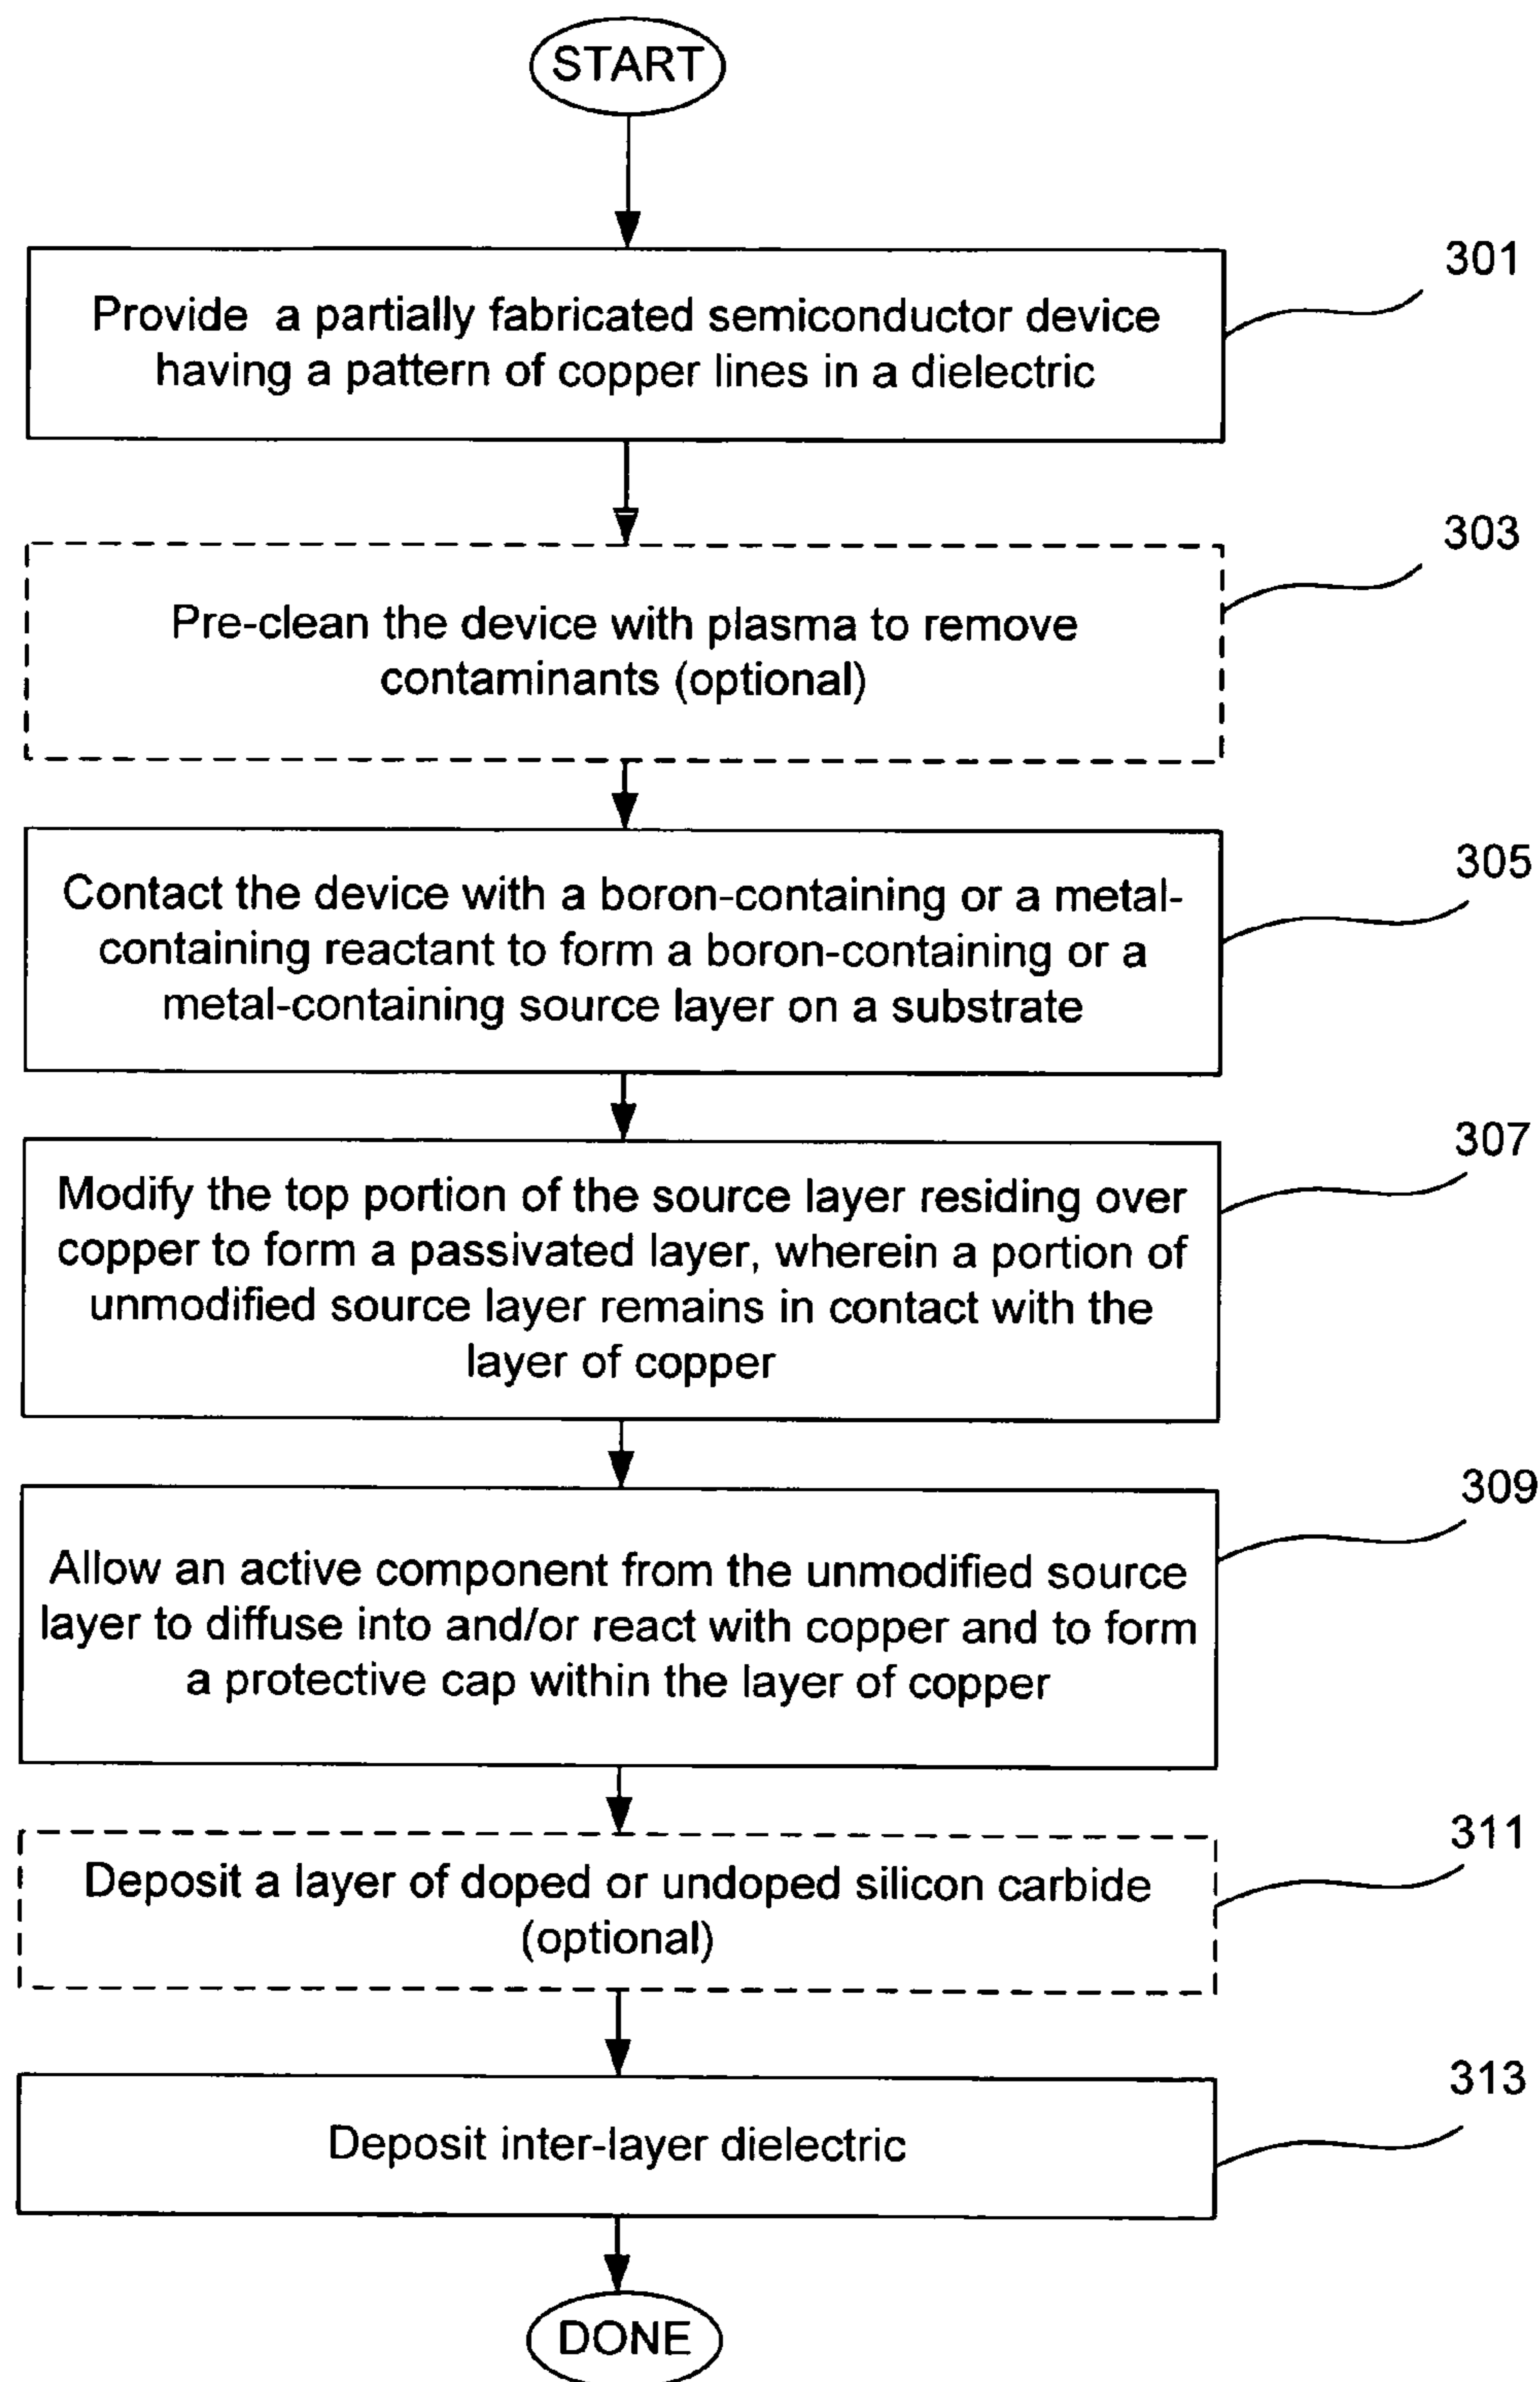 START
301
Provide a partially fabricated semiconductor device
having a pattern of copper lines in a dielectric
303
Pre-clean the device with plasma to remove
contaminants (optional)
305
Contact the device with a boron-containing or a metal-
containing reactant to form a boron-containing or a
metal-containing source layer on a substrate
307
Modify the top portion of the source layer residing over
copper to form a passivated layer, wherein a portion of
unmodified source layer remains in contact with the
layer of copper
309
Allow an active component from the unmodified source
layer to diffuse into and/or react with copper and to form
a protective cap within the layer of copper
311
Deposit a layer of doped or undoped silicon carbide
(optional)
313
Deposit inter-layer dielectric
DONE